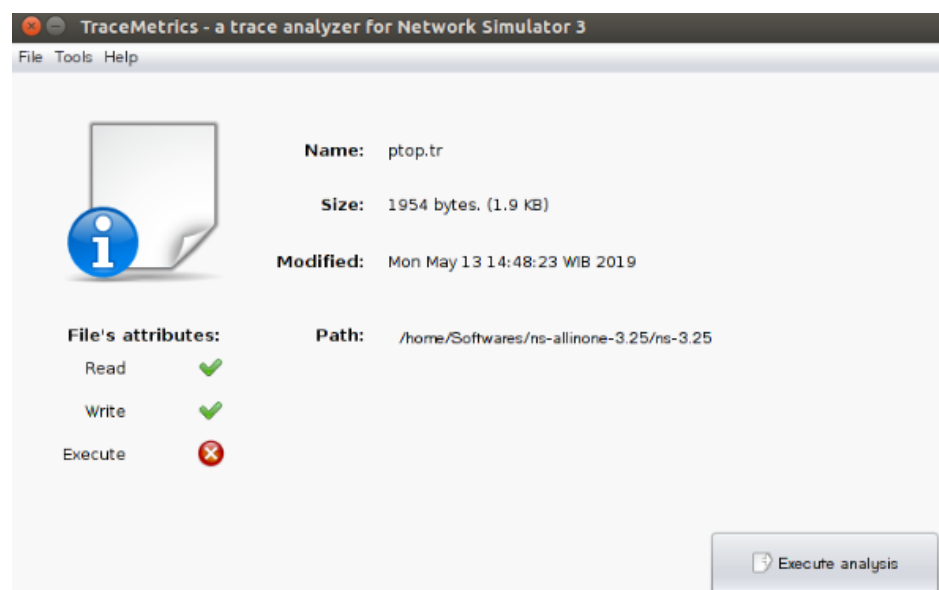 TraceMetrics - a trace analyzer for Network Simulator 3
File Tools Help
Name: ptop.tr
Size: 1954 bytes. (1.9 KB)
Modified: Mon May 13 14:48:23 WIB 2019
File's attributes:
Path: /home/Softwares/ns-allinone-3.25/ns-3.25
Read
Write
Execute
Execute analysis